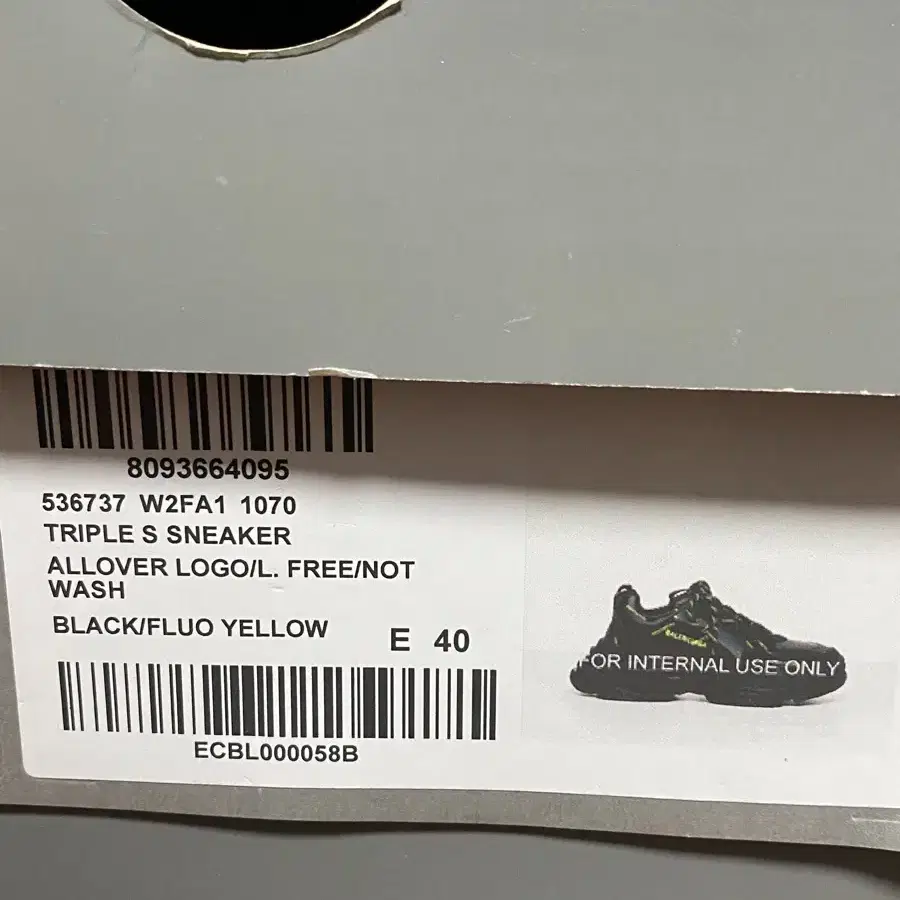 8093664095
536737 W2FA1 1070
TRIPLE S SNEAKER
ALLOVER LOGO/L. FREE/NOT
WASH
BLACK/FLUO YELLOW E 40
ECBL000058B
BALENCIAGA
FOR INTERNAL USE ONLY